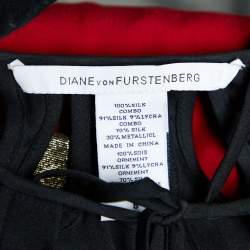 DIANE VON FURSTENBERG
100% SILK
COMBO
91% SILK 9% LYCRA
COMBO
70% SILK
30% METALLIC
MADE IN CHINA
100% SOIS
ORNEMENT
91% SILK 9% LYCRA
ORNEMENT